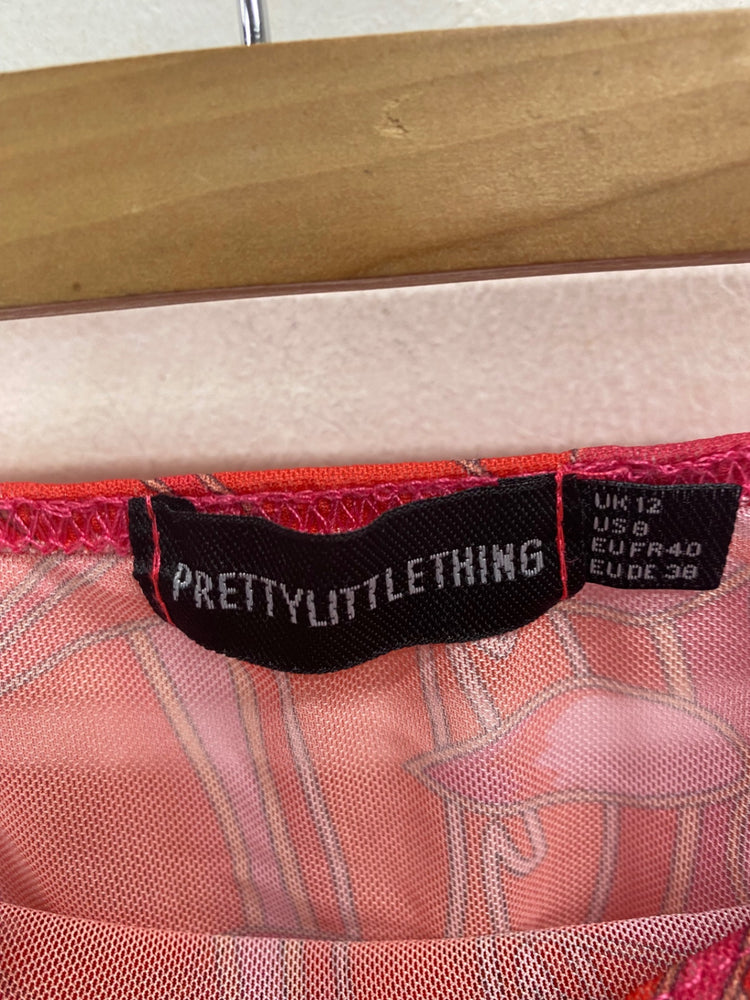 PRETTYLITTLETHING
UK 12
US 8
EU FR 40
EU DE 38